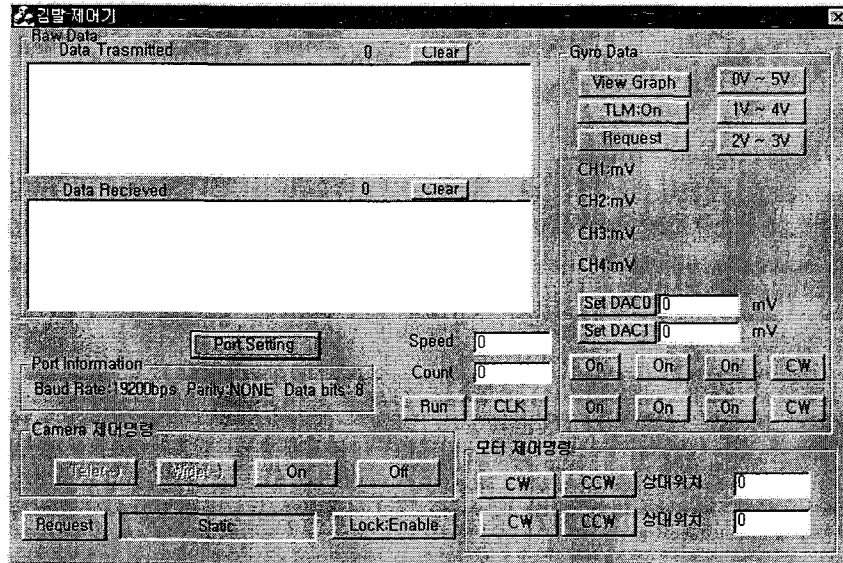 김발 제어기
Raw Data
Data Trasmitted 0 Clear
Data Recieved 0 Clear
Port Setting
Port Information
Baud Rate:19200bps Parity:NONE Data bits: 8
Speed 0
Count 0
Run CLK
Camera 제어명령
Tele(-) On Off
Request Static Lock:Enable
Gyro Data
View Graph 0V ~ 5V
TLM:On 1V ~ 4V
Request 2V ~ 3V
CH1:mV
CH2:mV
CH3:mV
CH4:mV
Set DAC0 0 mV
Set DAC1 0 mV
On On On CW
On On On CW
모터 제어명령
CW CCW 상대위치 0
CW CCW 상대위치 0